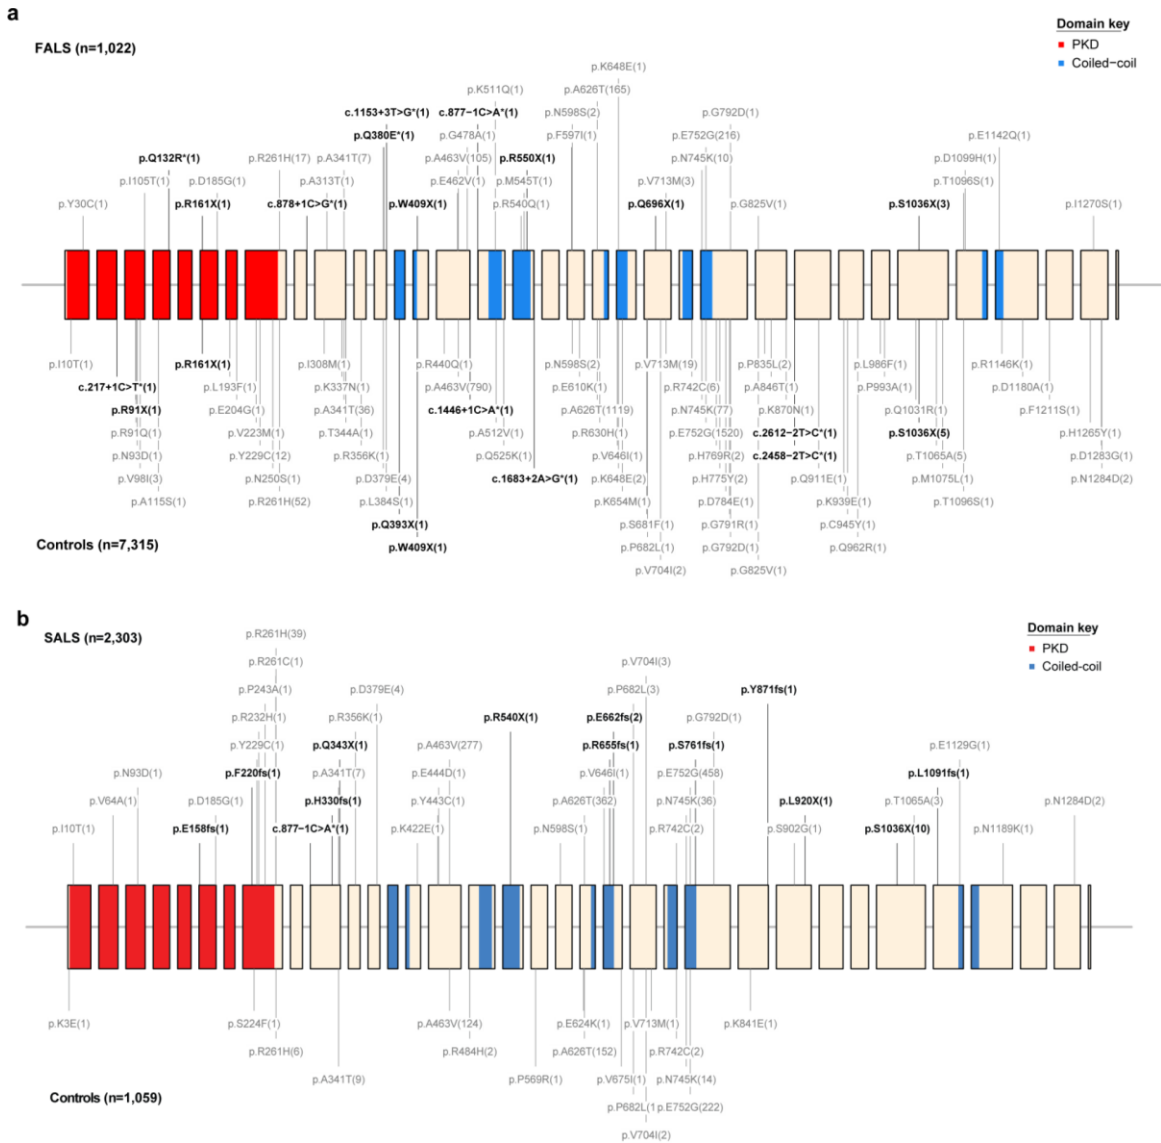 a
Domain key
FALS (n=1,022)
PKD
Coiled−coil
p.K648E(1)
p.K511Q(1) p.A626T(165)
c.1153+3T>G*(1) c.877−1C>A*(1) p.N598S(2) p.G792D(1)
p.Q380E*(1) p.G478A(1) p.F597I(1) p.E752G(216) p.E1142Q(1)
p.Q132R*(1) p.R261H(17) p.A341T(7) p.A463V(105) p.R550X(1) p.N745K(10) p.D1099H(1)
p.I105T(1) p.D185G(1) p.A313T(1) p.E462V(1) p.M545T(1) p.V713M(3) p.T1096S(1)
p.Y30C(1) p.R161X(1) c.878+1C>G*(1) p.W409X(1) p.R540Q(1) p.Q696X(1) p.G825V(1) p.S1036X(3) p.I1270S(1)
p.I10T(1) p.R161X(1) p.I308M(1) p.R440Q(1) p.N598S(2) p.V713M(19) p.P835L(2) p.L986F(1) p.R1146K(1)
c.217+1C>T*(1) p.L193F(1) p.K337N(1) p.A463V(790) p.E610K(1) p.R742C(6) p.A846T(1) p.P993A(1) p.D1180A(1)
p.R91X(1) p.E204G(1) p.A341T(36) c.1446+1C>A*(1) p.A626T(1119) p.N745K(77) p.K870N(1) p.Q1031R(1) p.F1211S(1)
p.R91Q(1) p.V223M(1) p.T344A(1) p.A512V(1) p.R630H(1) p.E752G(1520) c.2612−2T>C*(1) p.S1036X(5) p.H1265Y(1)
p.N93D(1) p.Y229C(12) p.R356K(1) p.Q525K(1) p.V646I(1) p.H769R(2) c.2458−2T>C*(1) p.T1065A(5) p.D1283G(1)
p.V98I(3) p.N250S(1) p.D379E(4) c.1683+2A>G*(1) p.K648E(2) p.H775Y(2) p.Q911E(1) p.M1075L(1) p.N1284D(2)
p.A115S(1) p.R261H(52) p.L384S(1) p.K654M(1) p.D784E(1) p.K939E(1) p.T1096S(1)
p.Q393X(1) p.S681F(1) p.G791R(1) p.C945Y(1)
Controls (n=7,315) p.W409X(1) p.P682L(1) p.G792D(1) p.Q962R(1)
p.V704I(2) p.G825V(1)
b
SALS (n=2,303)
Domain key
PKD
Coiled-coil
p.R261H(39)
p.R261C(1) p.V704I(3)
p.P243A(1) p.D379E(4) p.P682L(3) p.Y871fs(1)
p.R232H(1) p.R356K(1) p.R540X(1) p.E662fs(2) p.G792D(1)
p.Y229C(1) p.Q343X(1) p.A463V(277) p.R655fs(1) p.S761fs(1) p.E1129G(1)
p.N93D(1) p.F220fs(1) p.A341T(7) p.E444D(1) p.V646I(1) p.E752G(458) p.L1091fs(1)
p.V64A(1) p.D185G(1) p.H330fs(1) p.Y443C(1) p.A626T(362) p.N745K(36) p.L920X(1) p.T1065A(3) p.N1284D(2)
p.I10T(1) p.E158fs(1) c.877−1C>A*(1) p.K422E(1) p.N598S(1) p.R742C(2) p.S902G(1) p.S1036X(10) p.N1189K(1)
p.K3E(1) p.S224F(1) p.A463V(124) p.E624K(1) p.V713M(1) p.K841E(1)
p.R261H(6) p.R484H(2) p.A626T(152) p.R742C(2)
p.A341T(9) p.P569R(1) p.V675I(1) p.N745K(14)
Controls (n=1,059) p.P682L(1 p.E752G(222)
p.V704I(2)